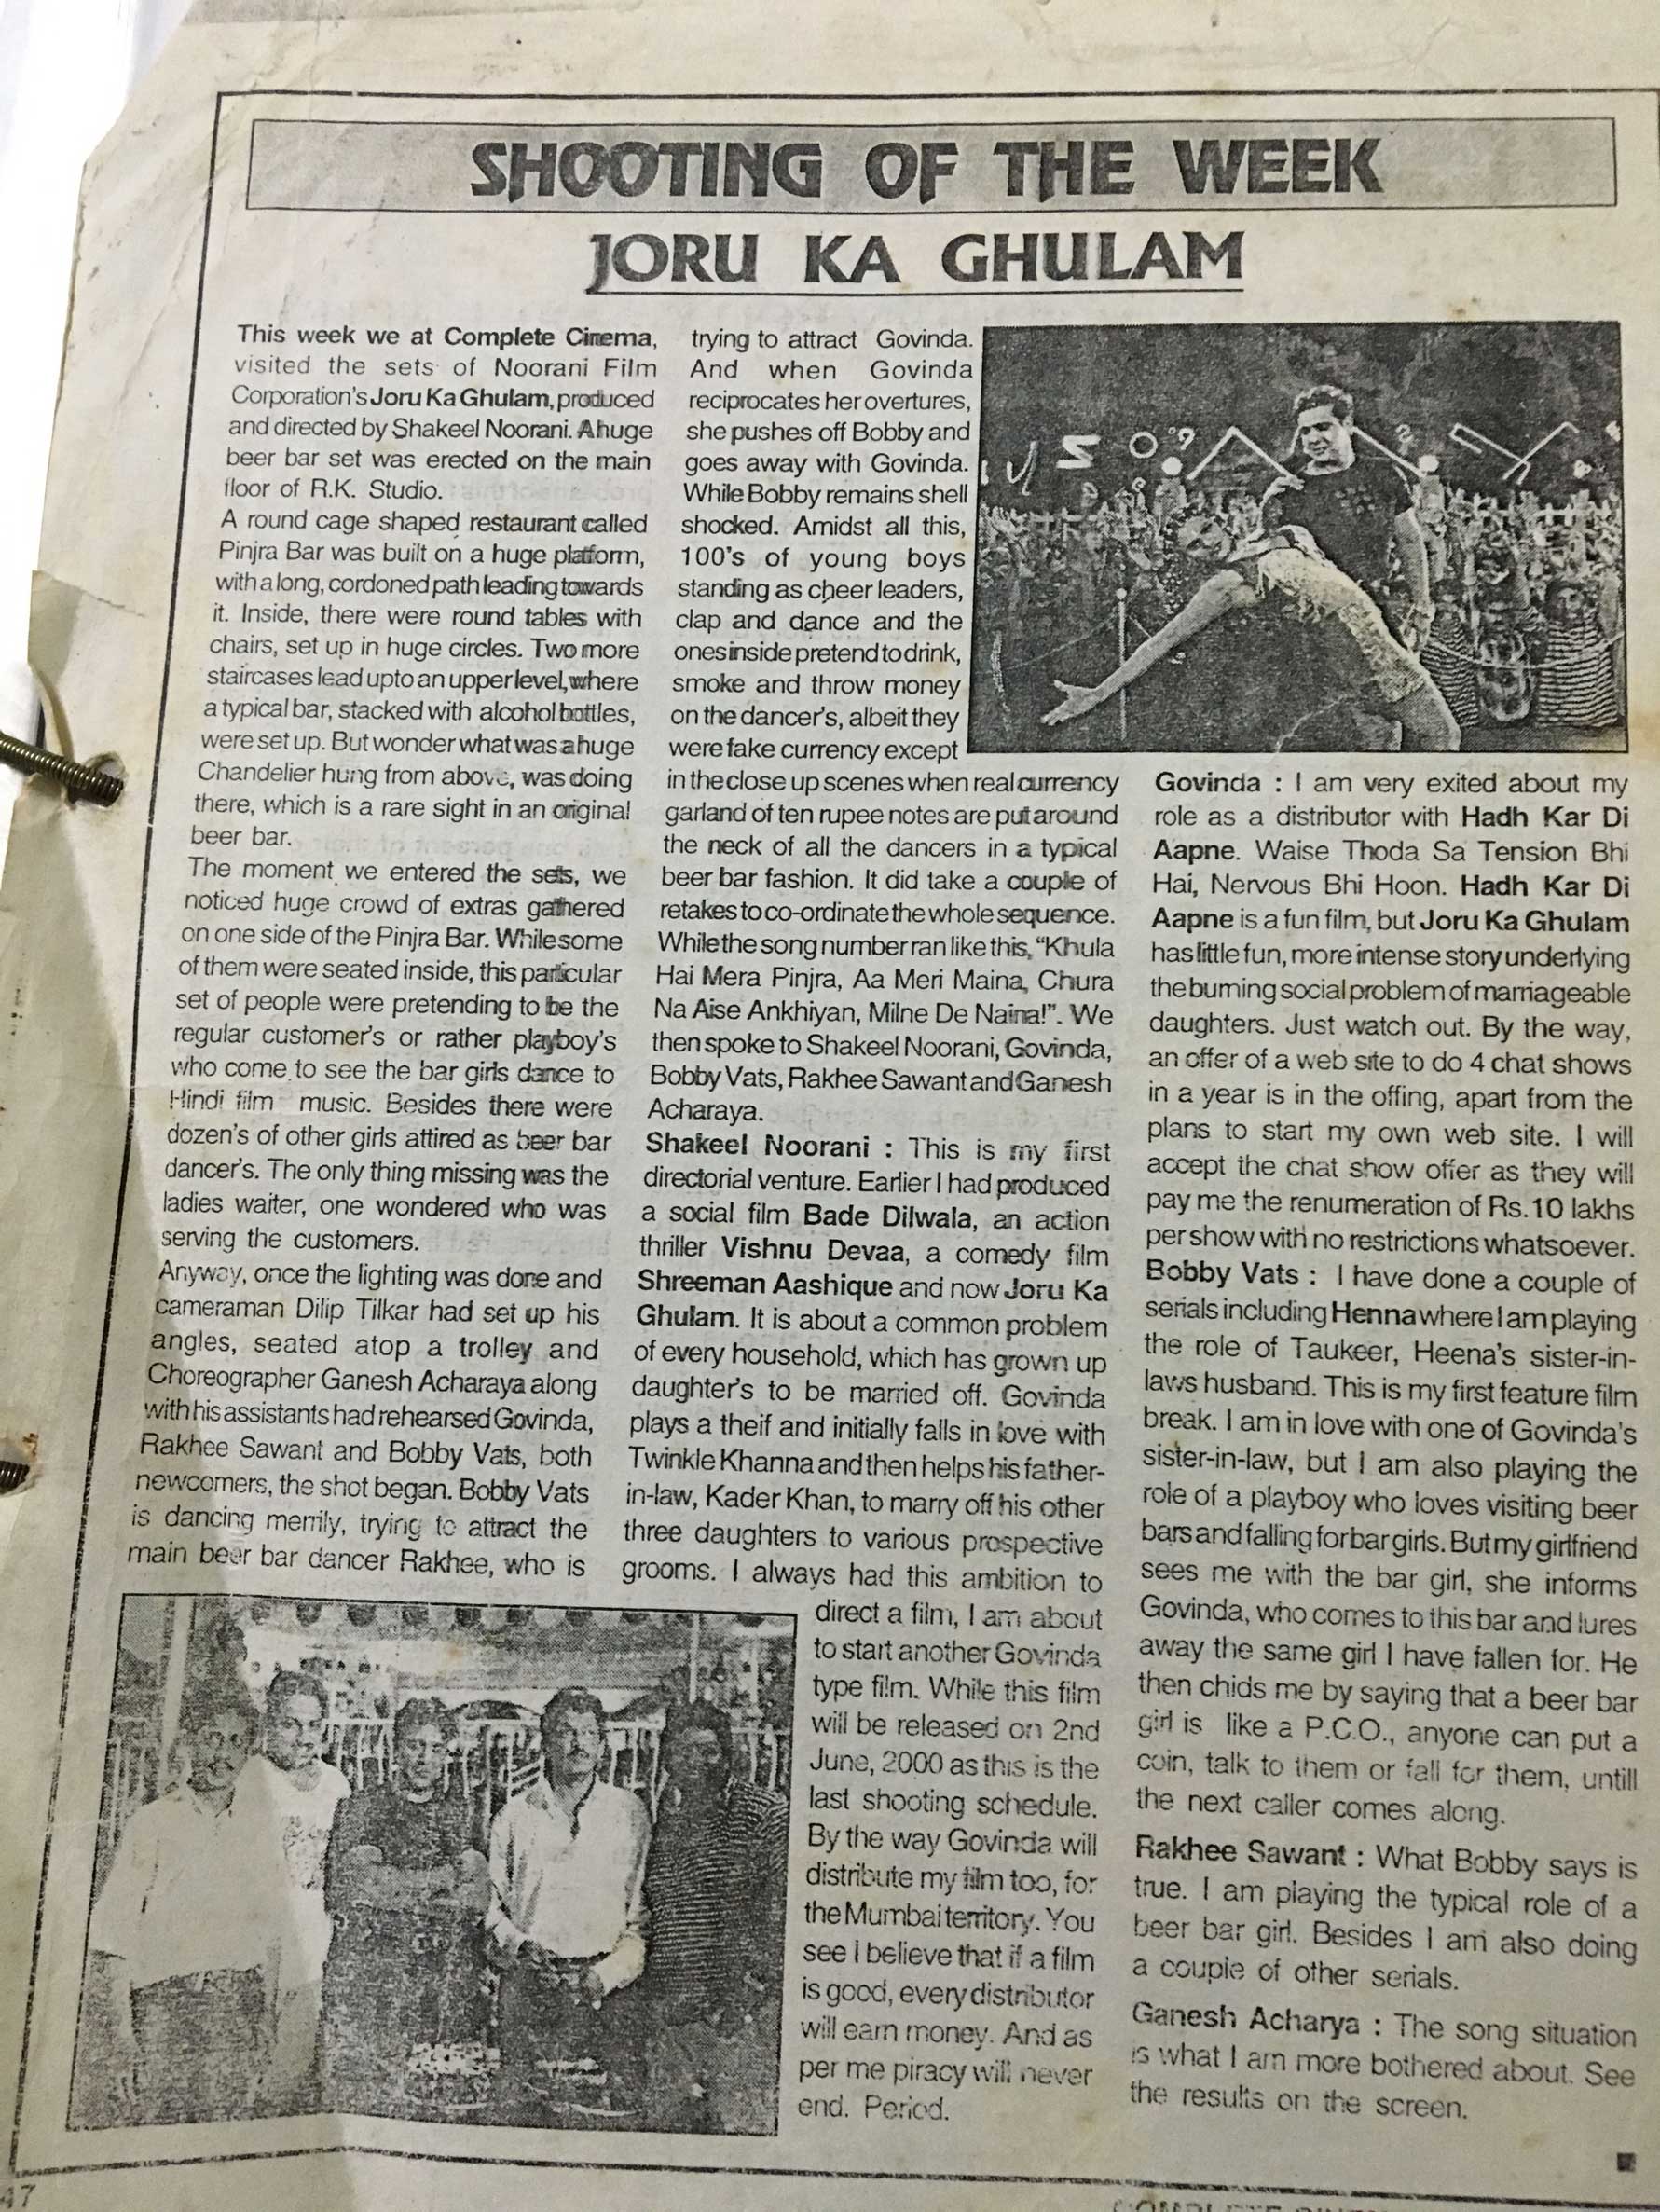 SHOOTING OF THE WEEK
JORU KA GHULAM
This week we at Complete Cinema,
visited the sets of Noorani Film
Corporation's Joru Ka Ghulam, produced
and directed by Shakeel Noorani. A huge
beer bar set was erected on the main
floor of R.K. Studio.
A round cage shaped restaurant called
Pinjra Bar was built on a huge platform,
with a long, cordoned path leading towards
it. Inside, there were round tables with
chairs, set up in huge circles. Two more
staircases lead upto an upper level, where
a typical bar, stacked with alcohol bottles,
were set up. But wonder what was a huge
Chandelier hung from above, was doing
there, which is a rare sight in an original
beer bar.
The moment we entered the sets, we
noticed huge crowd of extras gathered
on one side of the Pinjra Bar. While some
of them were seated inside, this particular
set of people were pretending to be the
regular customer's or rather playboy's
who come to see the bar girls dance to
Hindi film music. Besides there were
dozen's of other girls attired as beer bar
dancer's. The only thing missing was the
ladies waiter, one wondered who was
serving the customers.
Anyway, once the lighting was done and
cameraman Dilip Tilkar had set up his
angles, seated atop a trolley and
Choreographer Ganesh Acharaya along
with his assistants had rehearsed Govinda,
Rakhee Sawant and Bobby Vats, both
newcomers, the shot began. Bobby Vats
is dancing merrily, trying to attract the
main beer bar dancer Rakhee, who is
trying to attract Govinda.
And when Govinda
reciprocates her overtures,
she pushes off Bobby and
goes away with Govinda.
While Bobby remains shell
shocked. Amidst all this,
100's of young boys
standing as cheer leaders,
clap and dance and the
ones inside pretend to drink,
smoke and throw money
on the dancer's, albeit they
were fake currency except
in the close up scenes when real currency
garland of ten rupee notes are put around
the neck of all the dancers in a typical
beer bar fashion. It did take a couple of
retakes to co-ordinate the whole sequence.
While the song number ran like this, "Khula
Hai Mera Pinjra, Aa Meri Maina, Chura
Na Aise Ankhiyan, Milne De Naina!". We
then spoke to Shakeel Noorani, Govinda,
Bobby Vats, Rakhee Sawant and Ganesh
Acharaya.
Shakeel Noorani : This is my first
directorial venture. Earlier I had produced
a social film Bade Dilwala, an action
thriller Vishnu Devaa, a comedy film
Shreeman Aashique and now Joru Ka
Ghulam. It is about a common problem
of every household, which has grown up
daughter's to be married off. Govinda
plays a theif and initially falls in love with
Twinkle Khanna and then helps his father-
in-law, Kader Khan, to marry off his other
three daughters to various prospective
grooms. I always had this ambition to
direct a film, I am about
to start another Govinda
type film. While this film
will be released on 2nd
June, 2000 as this is the
last shooting schedule.
By the way Govinda will
distribute my film too, for
the Mumbai territory. You
see I believe that if a film
is good, every distributor
will earn money. And as
per me piracy will never
end. Period.
Govinda : I am very exited about my
role as a distributor with Hadh Kar Di
Aapne. Waise Thoda Sa Tension Bhi
Hai, Nervous Bhi Hoon. Hadh Kar Di
Aapne is a fun film, but Joru Ka Ghulam
has little fun, more intense story underlying
the burning social problem of marriageable
daughters. Just watch out. By the way,
an offer of a web site to do 4 chat shows
in a year is in the offing, apart from the
plans to start my own web site. I will
accept the chat show offer as they will
pay me the renumeration of Rs.10 lakhs
per show with no restrictions whatsoever.
Bobby Vats : I have done a couple of
serials including Henna where I am playing
the role of Taukeer, Heena's sister-in-
laws husband. This is my first feature film
break. I am in love with one of Govinda's
sister-in-law, but I am also playing the
role of a playboy who loves visiting beer
bars and falling for bar girls. But my girlfriend
sees me with the bar girl, she informs
Govinda, who comes to this bar and lures
away the same girl I have fallen for. He
then chids me by saying that a beer bar
girl is like a P.C.O., anyone can put a
coin, talk to them or fall for them, untill
the next caller comes along.
Rakhee Sawant : What Bobby says is
true. I am playing the typical role of a
beer bar girl. Besides I am also doing
a couple of other serials.
Ganesh Acharya : The song situation
is what I am more bothered about. See
the results on the screen.
47